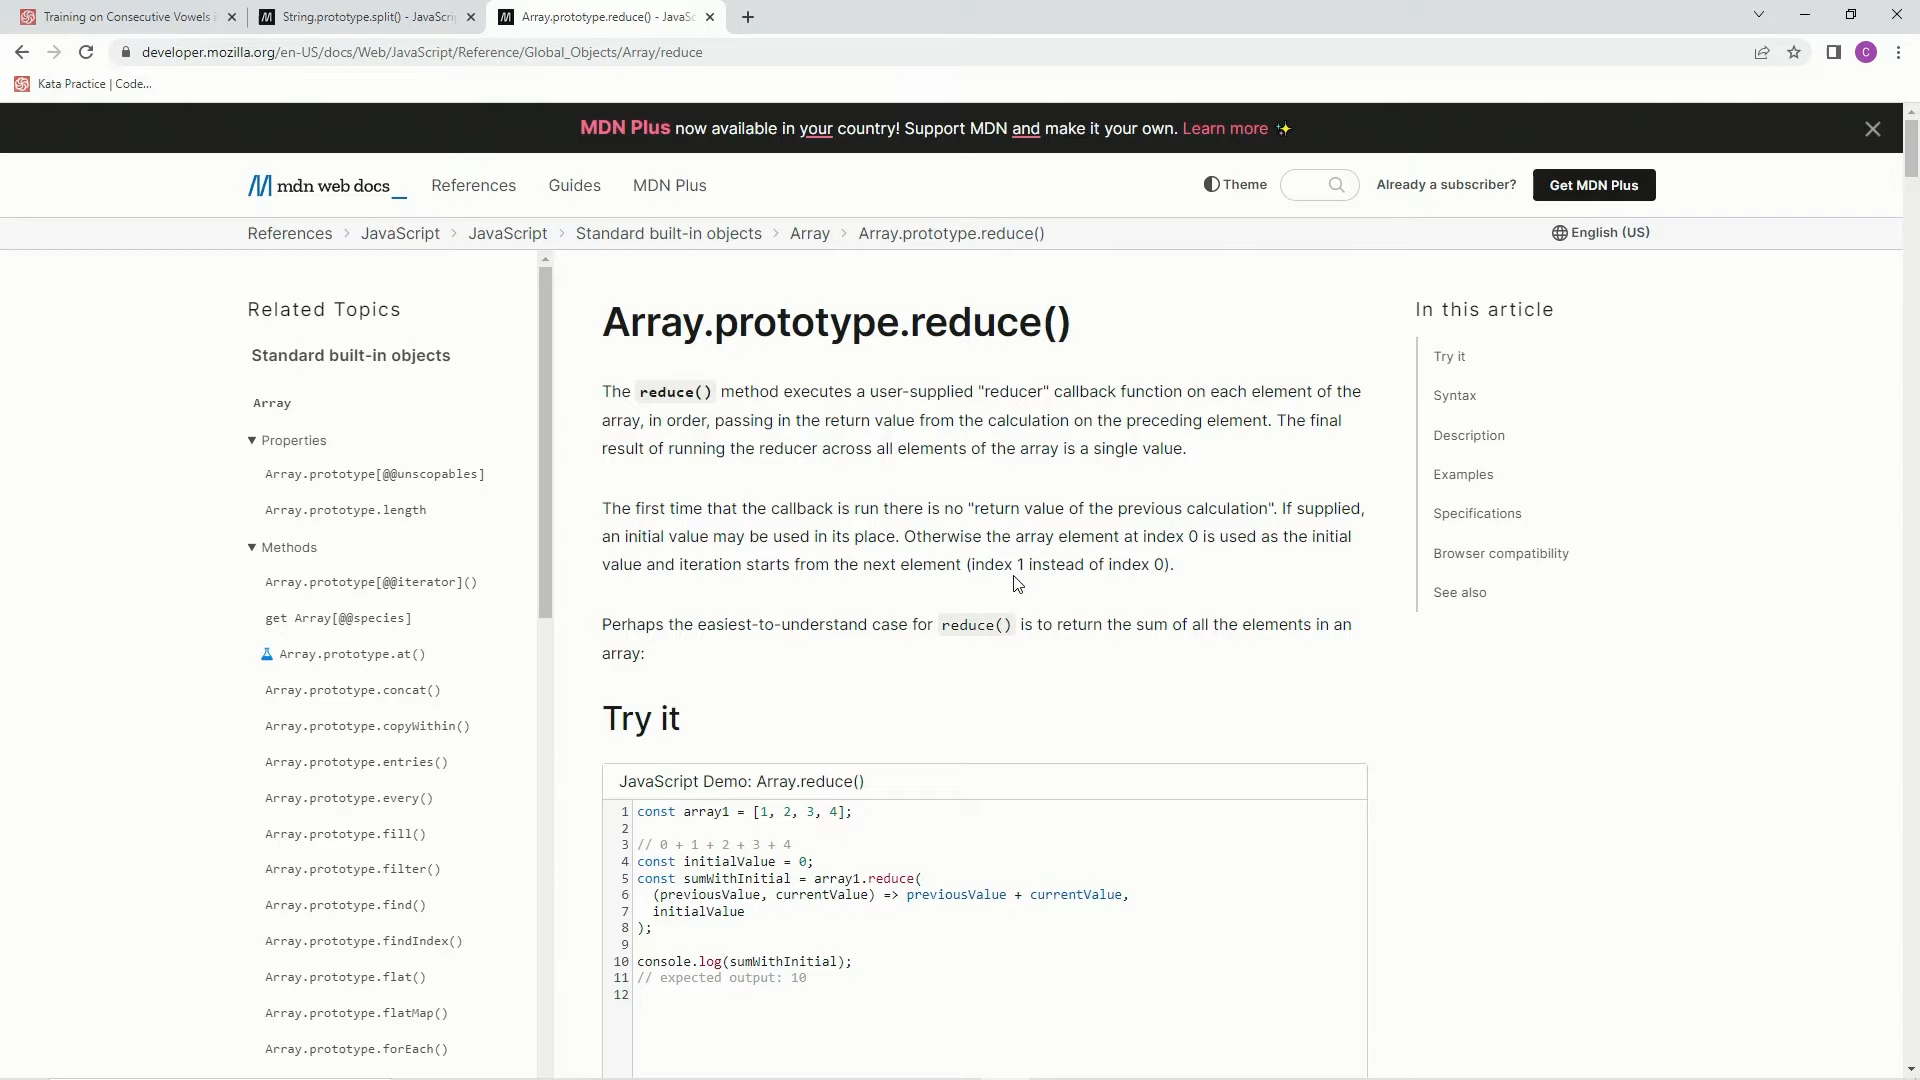 Training on Consecutive Vowels i
String.prototype.split() - JavaScri
Array.prototype.reduce() - JavaSc
developer.mozilla.org/en-US/docs/Web/JavaScript/Reference/Global_Objects/Array/reduce
C
Kata Practice | Code...
MDN Plus now available in your country! Support MDN and make it your own. Learn more ✨
mdn web docs_
References
Guides
MDN Plus
Theme
Already a subscriber?
Get MDN Plus
References > JavaScript > JavaScript > Standard built-in objects > Array > Array.prototype.reduce()
English (US)
Related Topics
Standard built-in objects
Array
▼ Properties
Array.prototype[@@unscopables]
Array.prototype.length
▼ Methods
Array.prototype[@@iterator]()
get Array[@@species]
Array.prototype.at()
Array.prototype.concat()
Array.prototype.copyWithin()
Array.prototype.entries()
Array.prototype.every()
Array.prototype.fill()
Array.prototype.filter()
Array.prototype.find()
Array.prototype.findIndex()
Array.prototype.flat()
Array.prototype.flatMap()
Array.prototype.forEach()
Array.prototype.reduce()
The reduce() method executes a user-supplied "reducer" callback function on each element of the
array, in order, passing in the return value from the calculation on the preceding element. The final
result of running the reducer across all elements of the array is a single value.
The first time that the callback is run there is no "return value of the previous calculation". If supplied,
an initial value may be used in its place. Otherwise the array element at index 0 is used as the initial
value and iteration starts from the next element (index 1 instead of index 0).
Perhaps the easiest-to-understand case for reduce() is to return the sum of all the elements in an
array:
Try it
JavaScript Demo: Array.reduce()
1 const array1 = [1, 2, 3, 4];
2
3 // 0 + 1 + 2 + 3 + 4
4 const initialValue = 0;
5 const sumWithInitial = array1.reduce(
6 (previousValue, currentValue) => previousValue + currentValue,
7 initialValue
8 );
9
10 console.log(sumWithInitial);
11 // expected output: 10
12
In this article
Try it
Syntax
Description
Examples
Specifications
Browser compatibility
See also